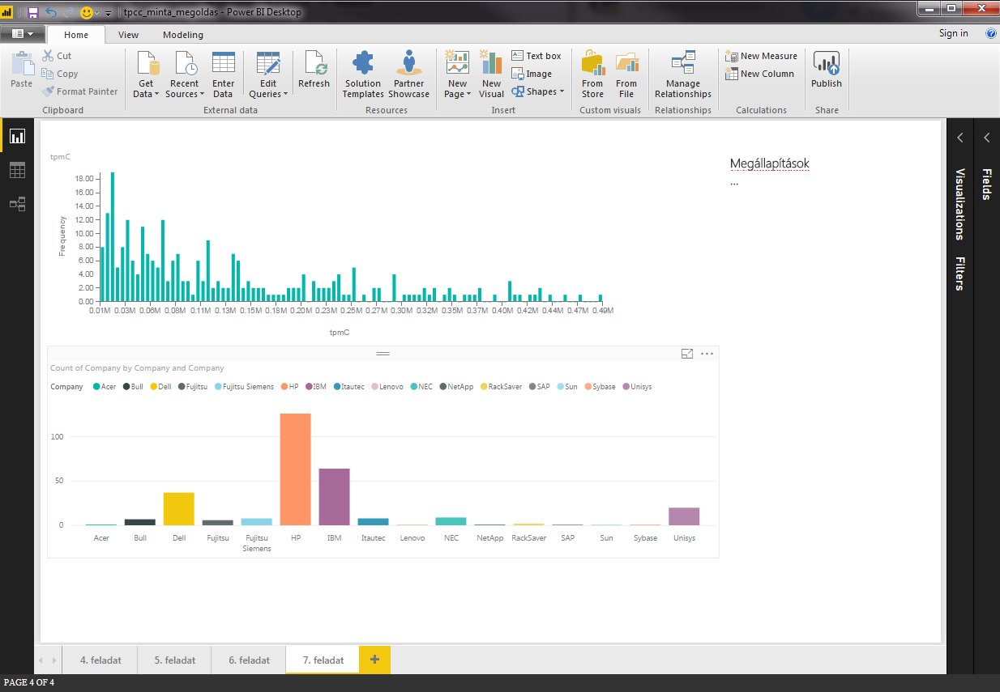 tpcc_minta_megoldas - Power BI Desktop
Home View Modeling Sign in
Paste Cut Copy Format Painter
Get Data Recent Sources Enter Data Edit Queries Refresh
Solution Templates Partner Showcase
New Page New Visual Text box Image Shapes
From Store From File
Manage Relationships
New Measure New Column
Publish
Clipboard External data Resources Insert Custom visuals Relationships Calculations Share
tpmC
Megállapítások
...
Frequency
18.00
16.00
14.00
12.00
10.00
8.00
6.00
4.00
2.00
0.00
0.01M 0.03M 0.06M 0.08M 0.11M 0.13M 0.15M 0.18M 0.20M 0.23M 0.25M 0.27M 0.30M 0.32M 0.35M 0.37M 0.40M 0.42M 0.44M 0.47M 0.49M
tpmC
Count of Company by Company and Company
Company Acer Bull Dell Fujitsu Fujitsu Siemens HP IBM Itautec Lenovo NEC NetApp RackSaver SAP Sun Sybase Unisys
100
50
0
Acer Bull Dell Fujitsu Fujitsu Siemens HP IBM Itautec Lenovo NEC NetApp RackSaver SAP Sun Sybase Unisys
Visualizations
Filters
Fields
4. feladat 5. feladat 6. feladat 7. feladat +
PAGE 4 OF 4